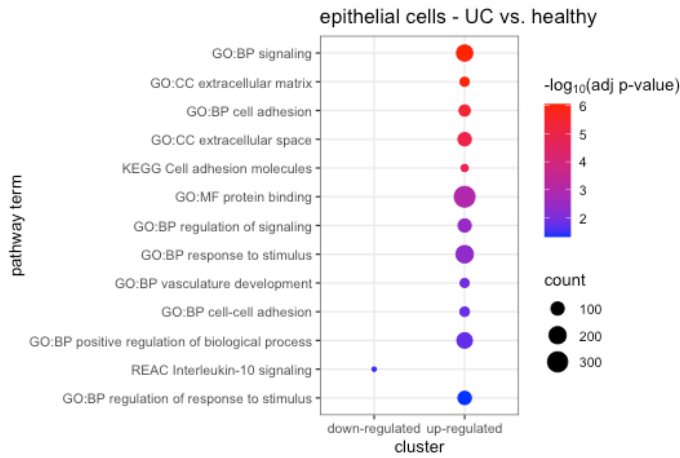 epithelial cells - UC vs. healthy
pathway term
GO:BP signaling
GO:CC extracellular matrix
GO:BP cell adhesion
GO:CC extracellular space
KEGG Cell adhesion molecules
GO:MF protein binding
GO:BP regulation of signaling
GO:BP response to stimulus
GO:BP vasculature development
GO:BP cell-cell adhesion
GO:BP positive regulation of biological process
REAC Interleukin-10 signaling
GO:BP regulation of response to stimulus
down-regulated up-regulated
cluster
-log₁₀(adj p-value)
6
5
4
3
2
count
100
200
300